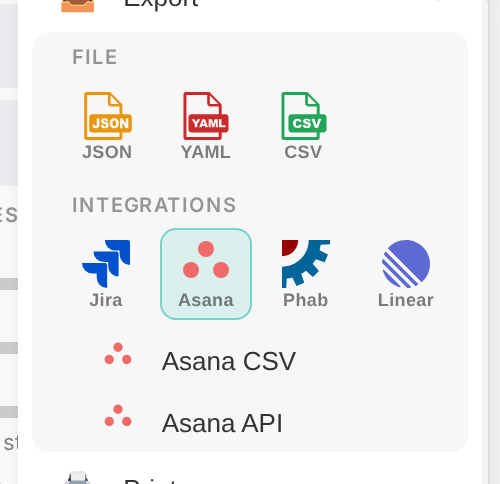 Export
FILE
JSON YAML CSV
JSON YAML CSV
INTEGRATIONS
Jira Asana Phab Linear
Asana CSV
Asana API